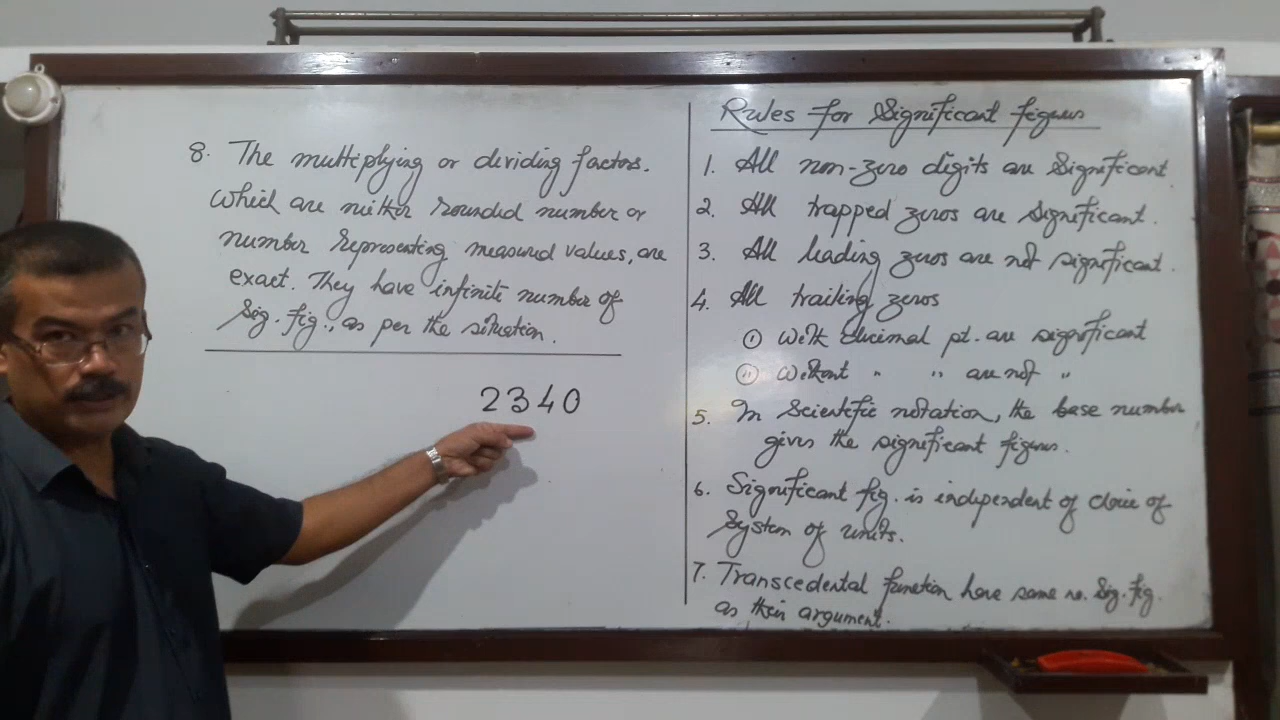 8. The multiplying or dividing factors.
Which are neither rounded number or
number representing measured values, are
exact. They have infinite number of
Sig. fig., as per the situation.
2340
Rules for Significant figures
1. All non-zero digits are Significant
2. All trapped zeros are significant.
3. All leading zeros are not significant.
4. All trailing zeros
(i) With decimal pt. are significant
(ii) Without " " are not "
5. In Scientific notation, the base number
gives the significant figures.
6. Significant fig. is independent of choice of
System of units.
7. Transcedental function have same no. Sig. fig.
as their argument.